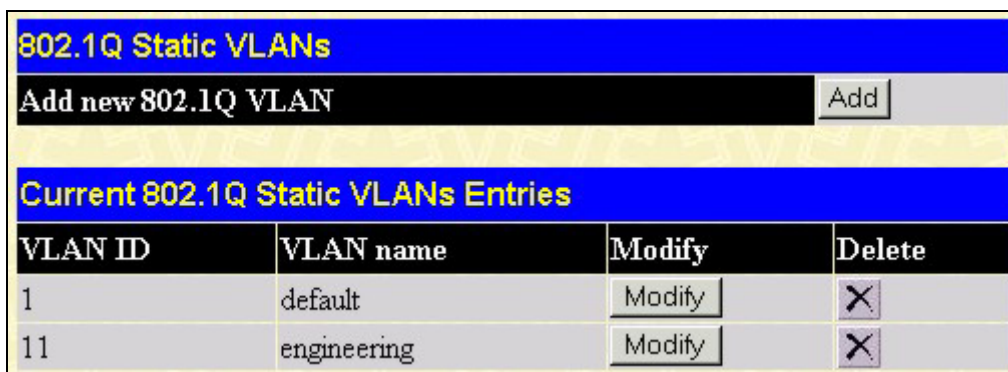 802.1Q Static VLANs
Add new 802.1Q VLAN Add
Current 802.1Q Static VLANs Entries
VLAN ID VLAN name Modify Delete
1 default Modify
11 engineering Modify